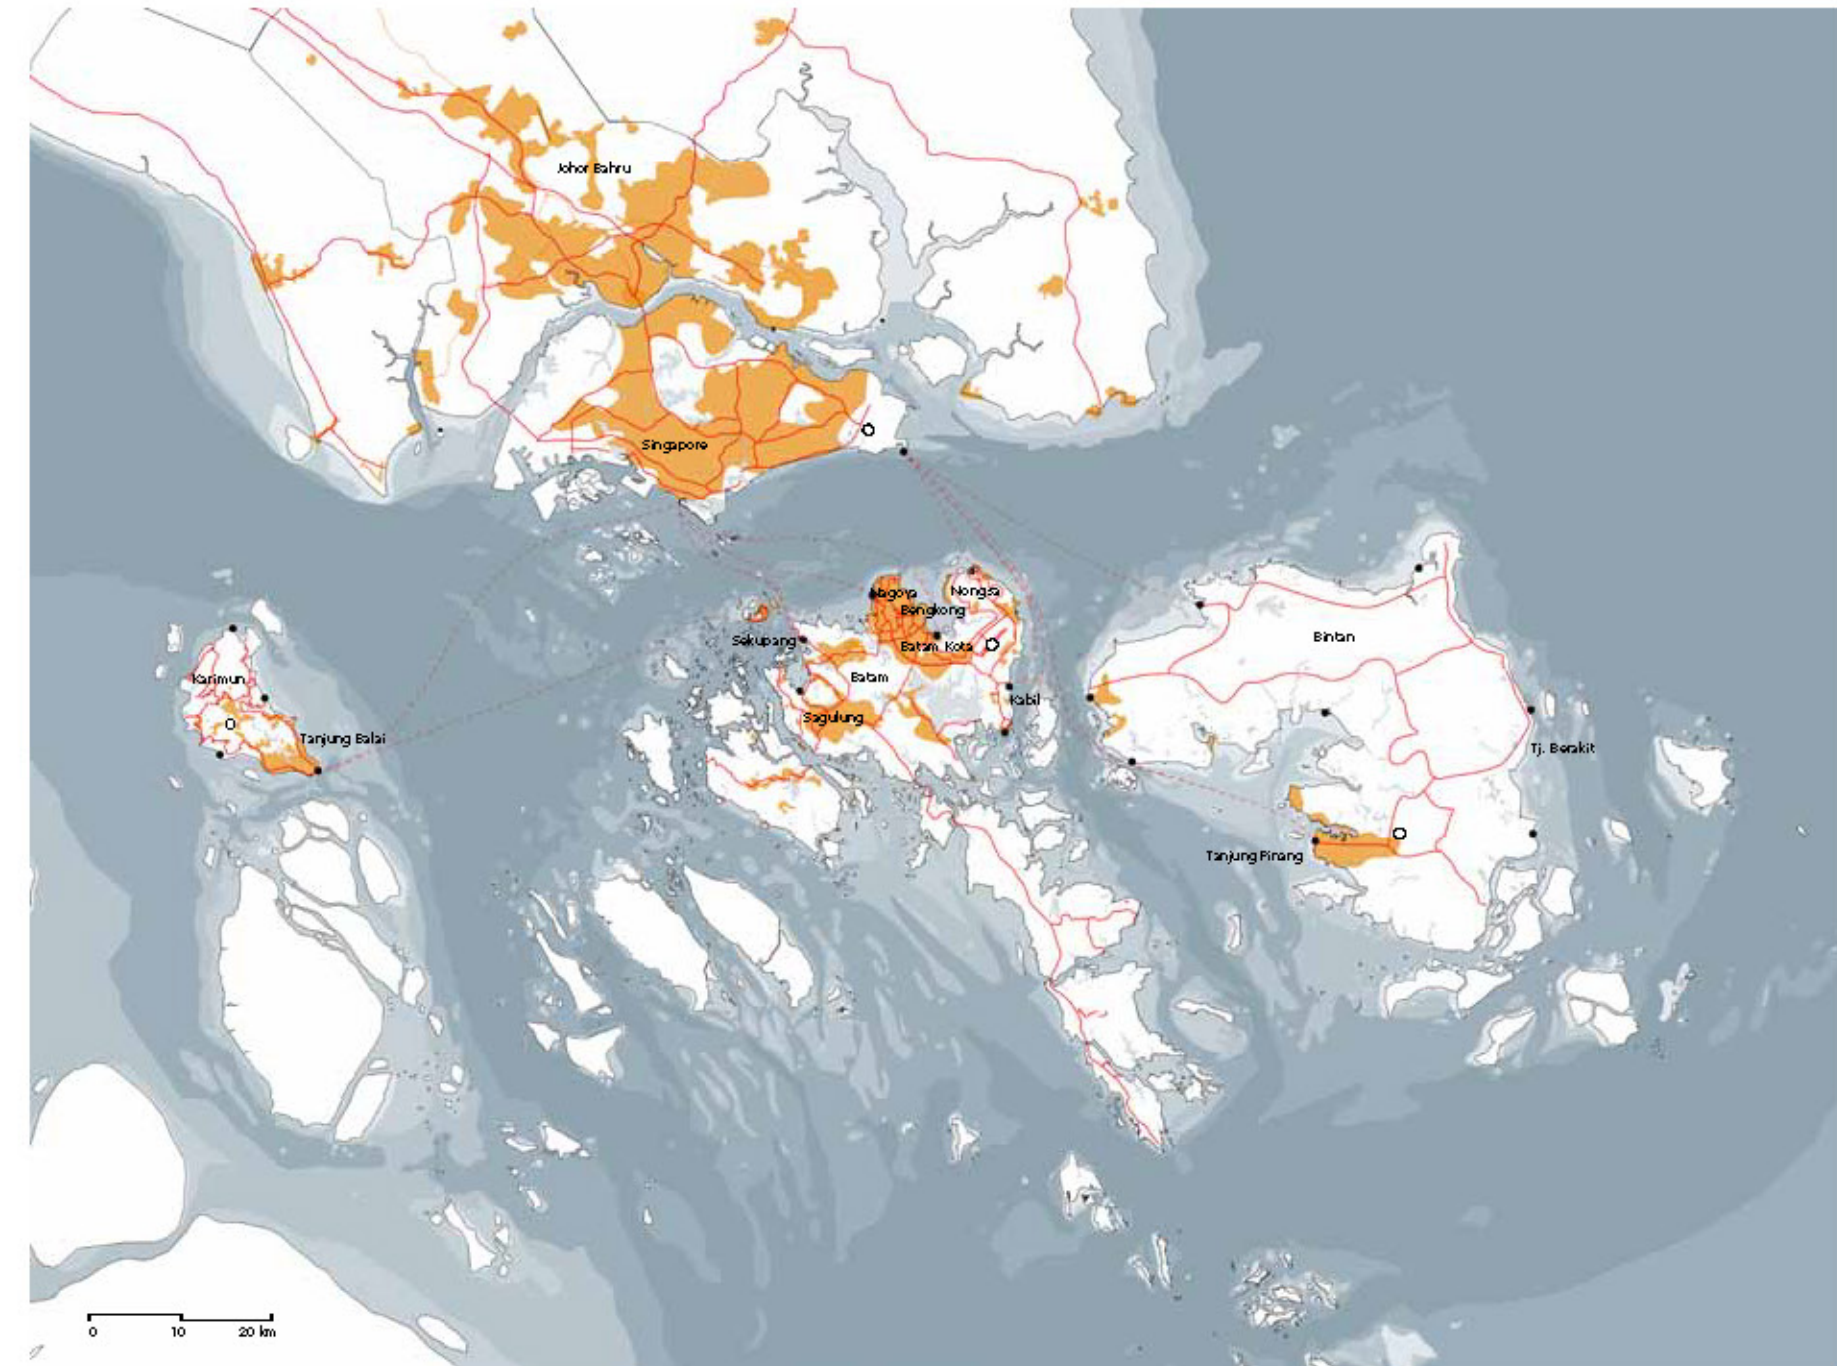 Johor Bahru
Singapore
Nagoya
Nongsa
Bengkong
Sekupang
Batam Kota
Bintan
Karimun
Batam
Kabil
Sagulung
Tanjung Balai
Tj. Berakit
Tanjung Pinang
0 10 20 km